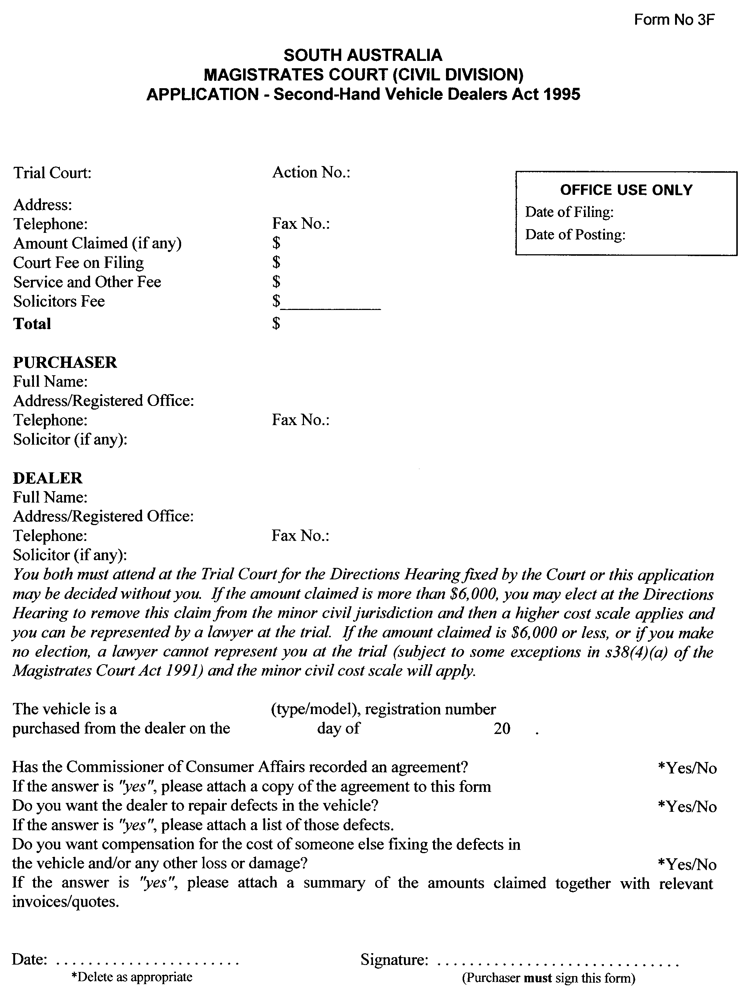 Form No 3F
SOUTH AUSTRALIA
MAGISTRATES COURT (CIVIL DIVISION)
APPLICATION - Second-Hand Vehicle Dealers Act 1995
Trial Court: Action No.:
OFFICE USE ONLY
Date of Filing:
Date of Posting:
Address:
Telephone: Fax No.:
Amount Claimed (if any) $
Court Fee on Filing $
Service and Other Fee $
Solicitors Fee $
Total $
PURCHASER
Full Name:
Address/Registered Office:
Telephone: Fax No.:
Solicitor (if any):
DEALER
Full Name:
Address/Registered Office:
Telephone: Fax No.:
Solicitor (if any):
You both must attend at the Trial Court for the Directions Hearing fixed by the Court or this application
may be decided without you. If the amount claimed is more than $6,000, you may elect at the Directions
Hearing to remove this claim from the minor civil jurisdiction and then a higher cost scale applies and
you can be represented by a lawyer at the trial. If the amount claimed is $6,000 or less, or if you make
no election, a lawyer cannot represent you at the trial (subject to some exceptions in s38(4)(a) of the
Magistrates Court Act 1991) and the minor civil cost scale will apply.
The vehicle is a (type/model), registration number
purchased from the dealer on the day of 20 .
Has the Commissioner of Consumer Affairs recorded an agreement? *Yes/No
If the answer is "yes", please attach a copy of the agreement to this form
Do you want the dealer to repair defects in the vehicle? *Yes/No
If the answer is "yes", please attach a list of those defects.
Do you want compensation for the cost of someone else fixing the defects in
the vehicle and/or any other loss or damage? *Yes/No
If the answer is "yes", please attach a summary of the amounts claimed together with relevant
invoices/quotes.
Date: ....................... Signature: ..............................
*Delete as appropriate (Purchaser must sign this form)